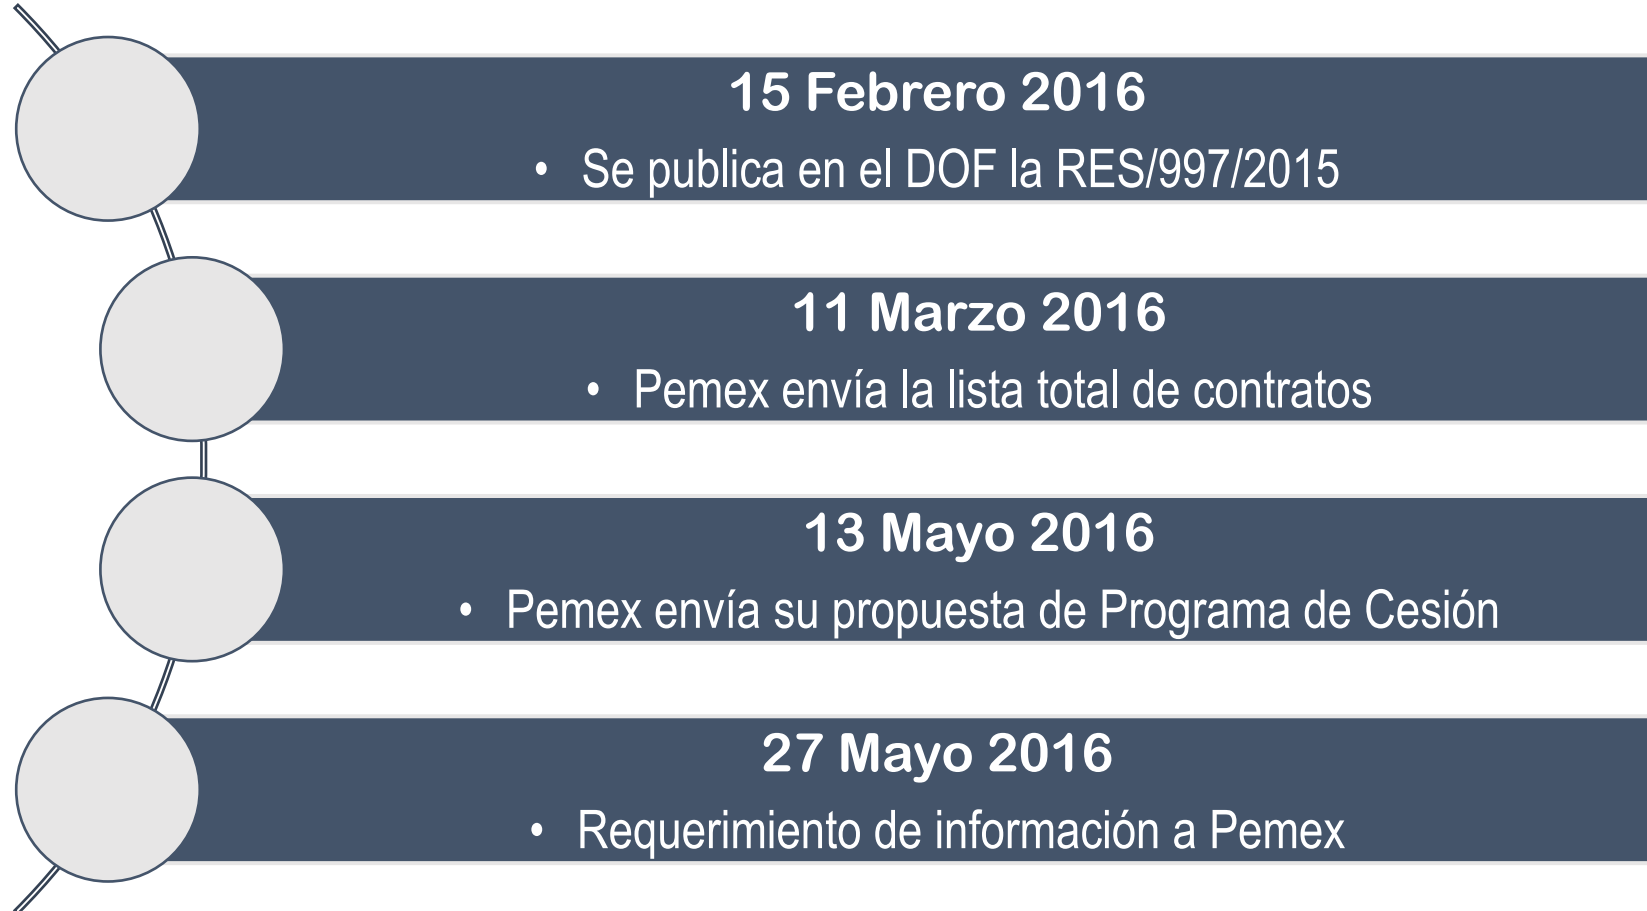 15 Febrero 2016
• Se publica en el DOF la RES/997/2015
11 Marzo 2016
• Pemex envía la lista total de contratos
13 Mayo 2016
• Pemex envía su propuesta de Programa de Cesión
27 Mayo 2016
• Requerimiento de información a Pemex